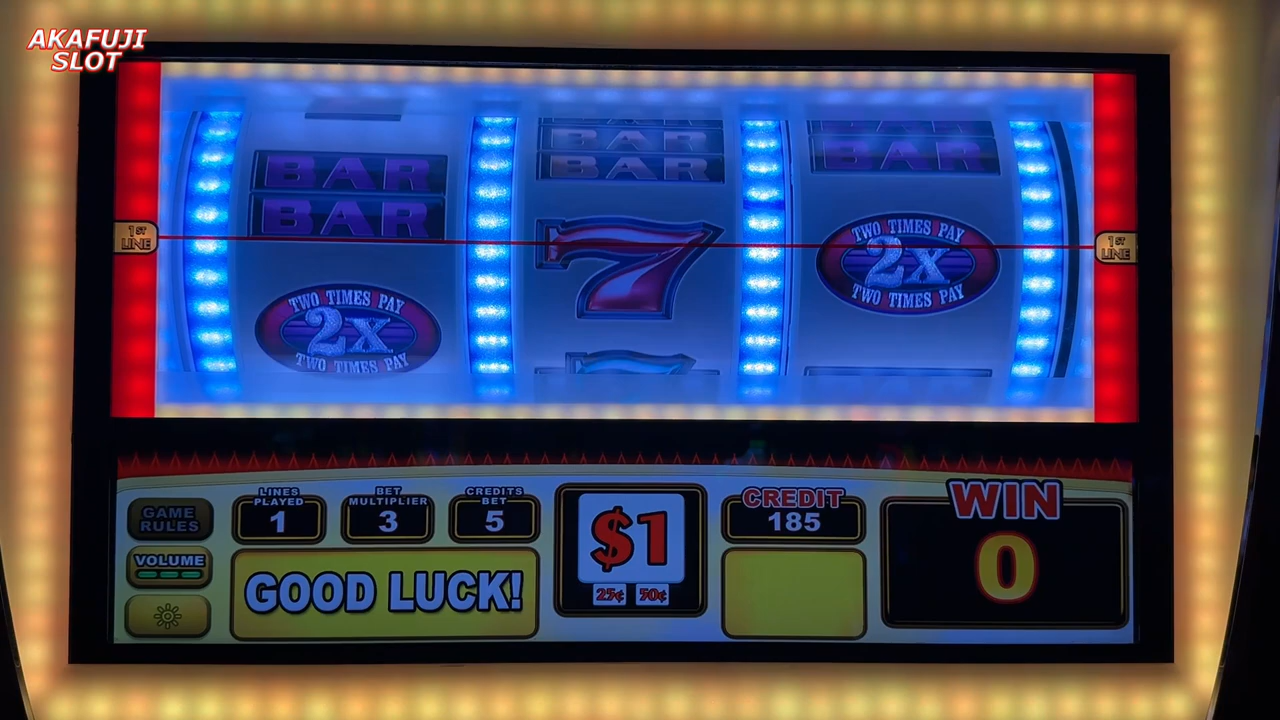 AKAFUJI
SLOT
BAR
BAR
BAR
BAR
BAR
1ST
LINE
1ST
LINE
7
TWO TIMES PAY
2x
TWO TIMES PAY
TWO TIMES PAY
2x
TWO TIMES PAY
GAME
RULES
VOLUME
LINES
PLAYED
1
BET
MULTIPLIER
3
CREDITS
BET
5
GOOD LUCK!
$1
25¢ 50¢
CREDIT
185
WIN
0